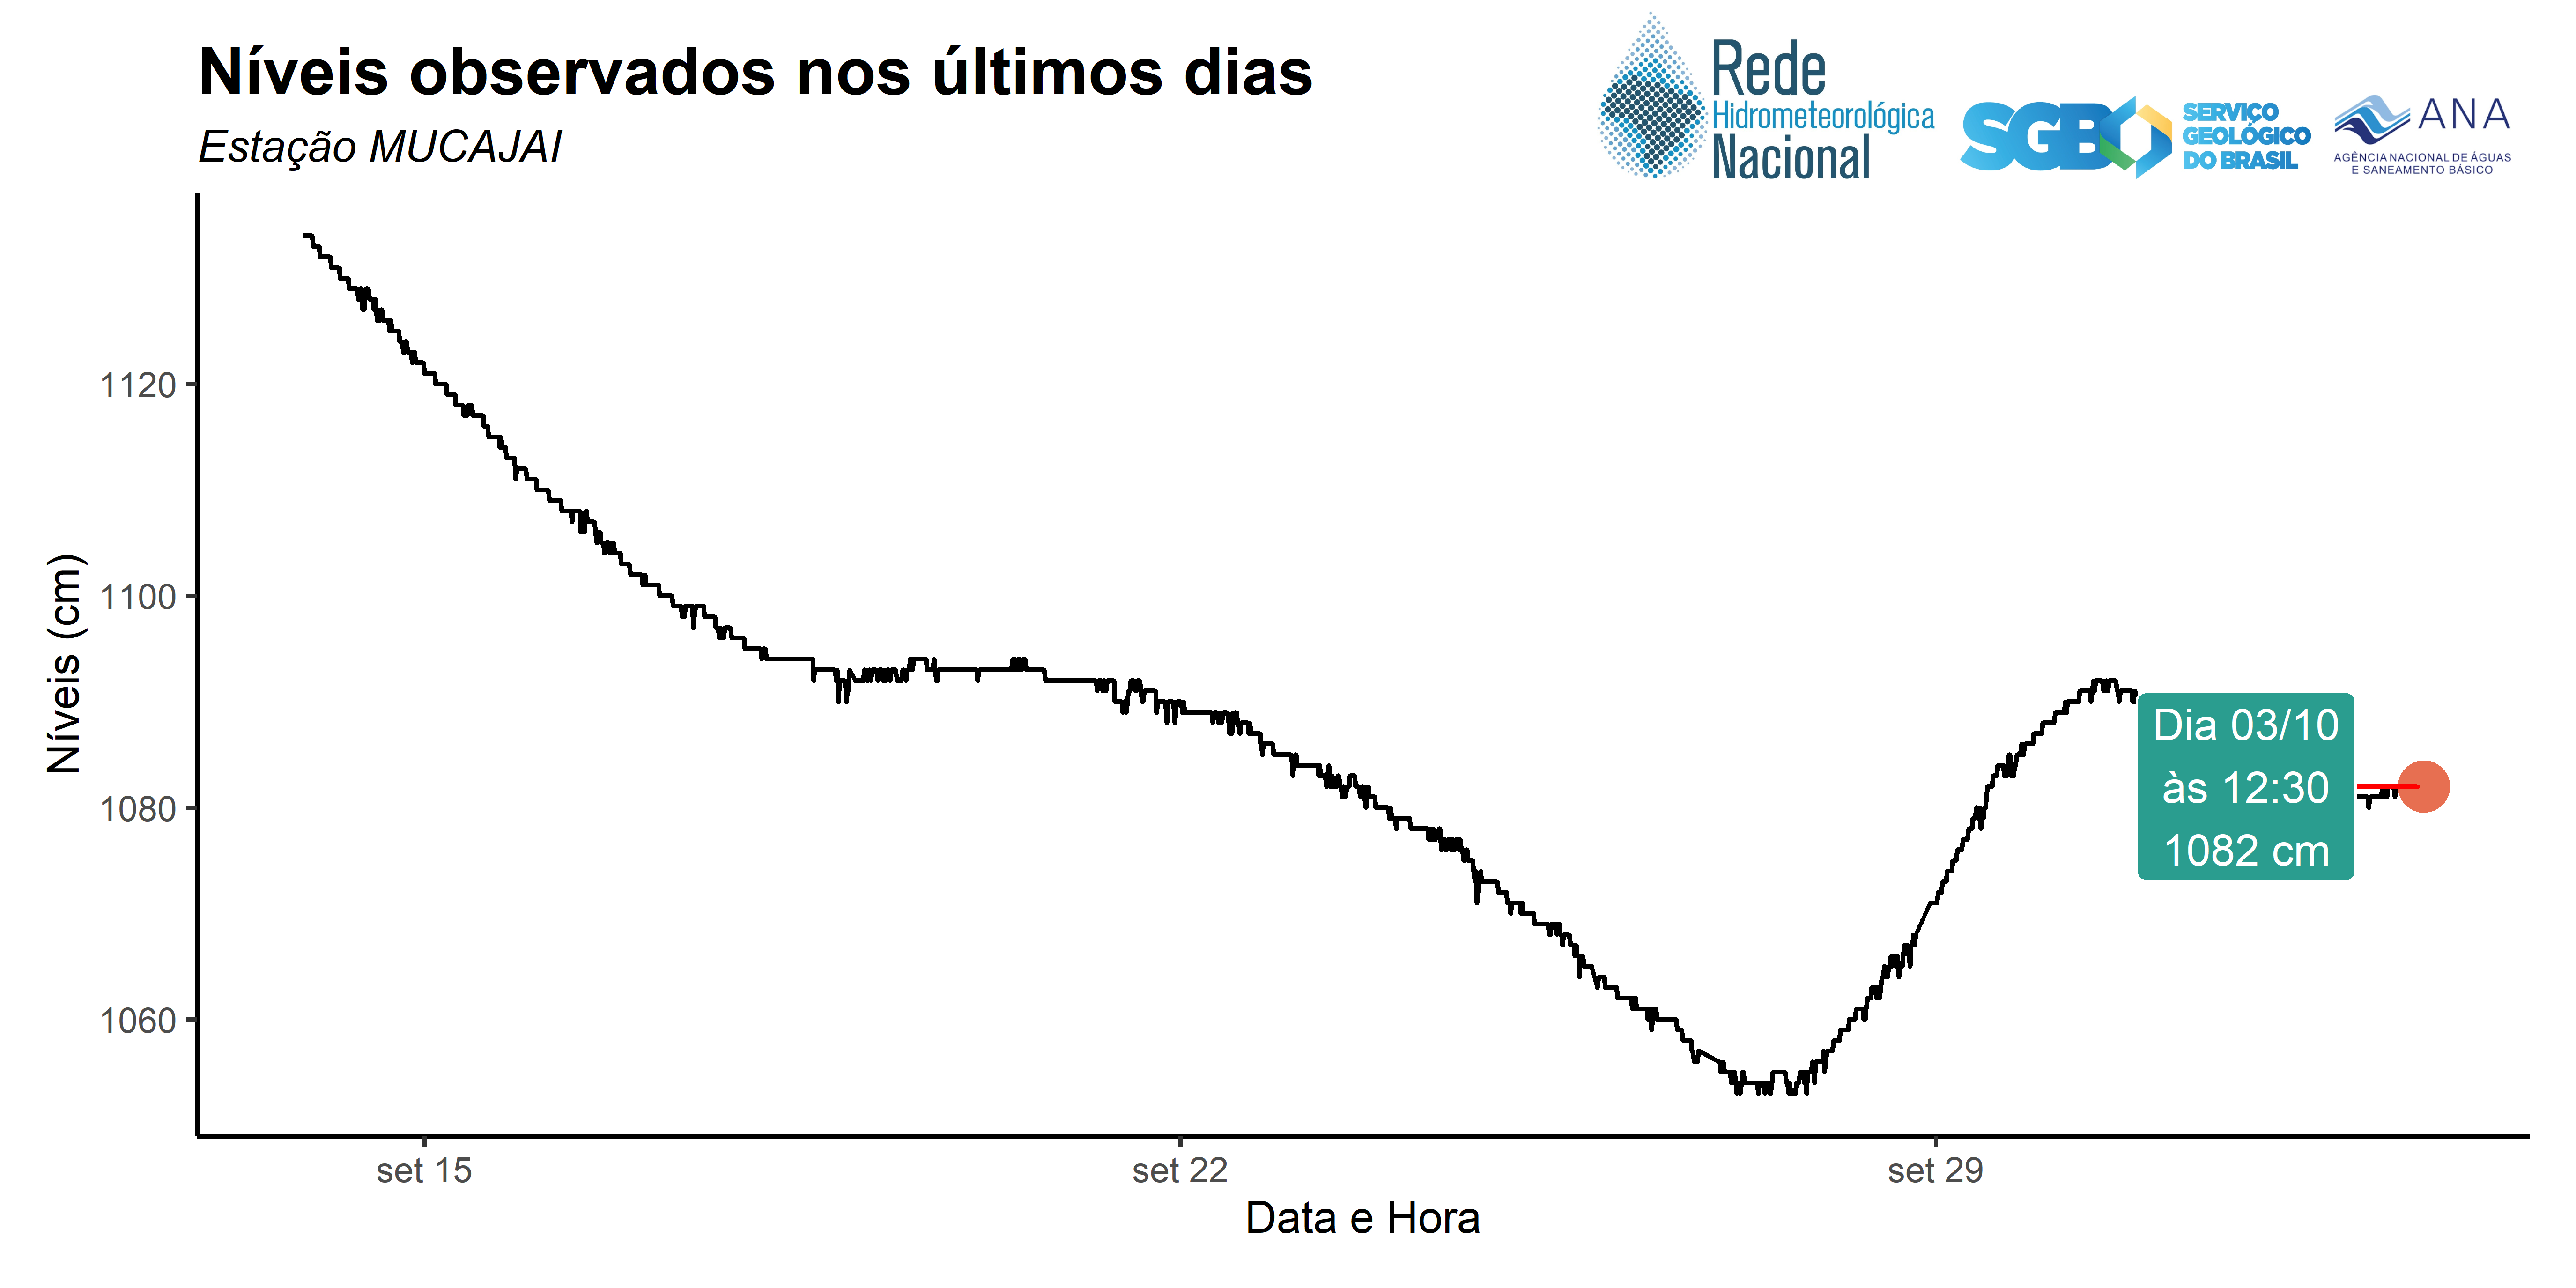 Níveis observados nos últimos dias
Estação MUCAJAI
Rede
Hidrometeorológica
Nacional
SGB
SERVIÇO
GEOLÓGICO
DO BRASIL
ANA
AGÊNCIA NACIONAL DE ÁGUAS
E SANEAMENTO BÁSICO
Níveis (cm)
1120
1100
1080
1060
Dia 03/10
às 12:30
1082 cm
set 15
set 22
set 29
Data e Hora